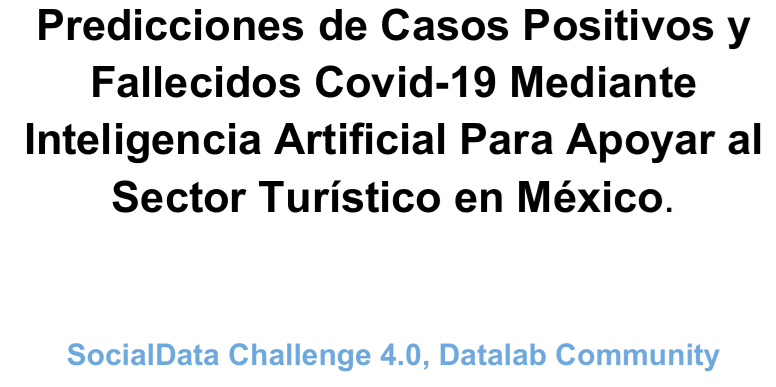 Predicciones de Casos Positivos y
Fallecidos Covid-19 Mediante
Inteligencia Artificial Para Apoyar al
Sector Turístico en México.
SocialData Challenge 4.0, Datalab Community